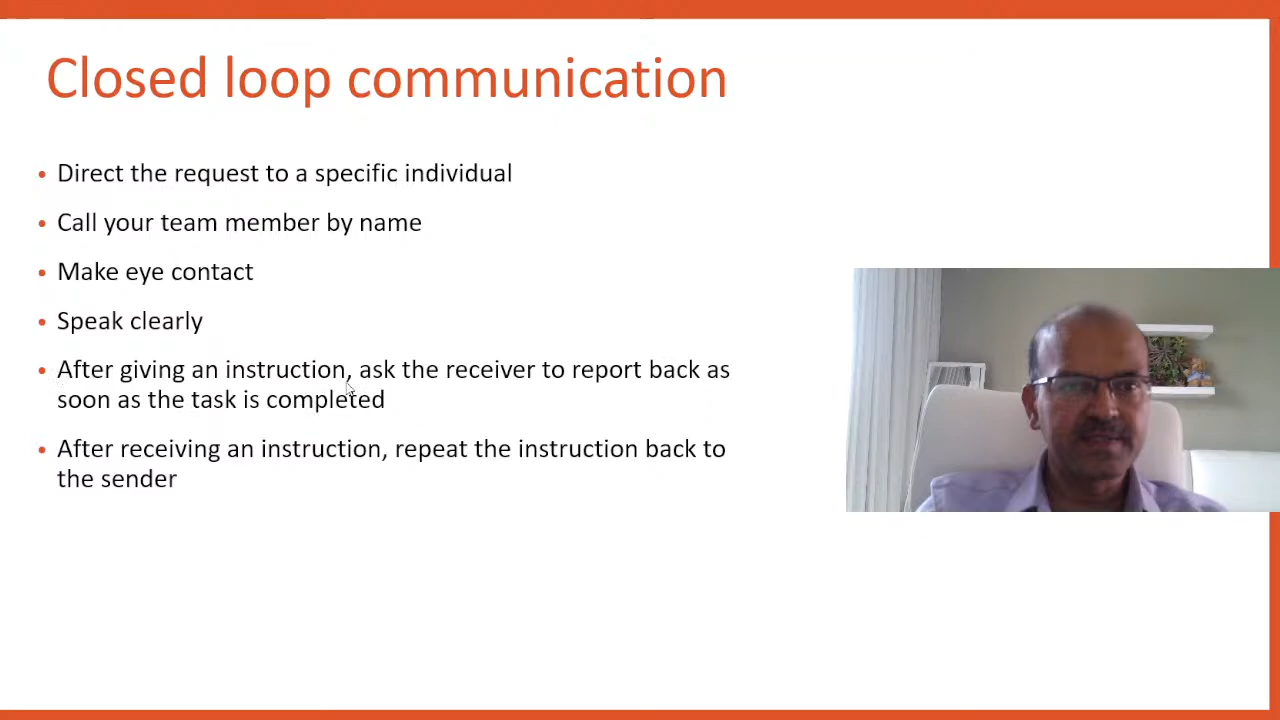 Closed loop communication
• Direct the request to a specific individual
• Call your team member by name
• Make eye contact
• Speak clearly
• After giving an instruction, ask the receiver to report back as
soon as the task is completed
• After receiving an instruction, repeat the instruction back to
the sender